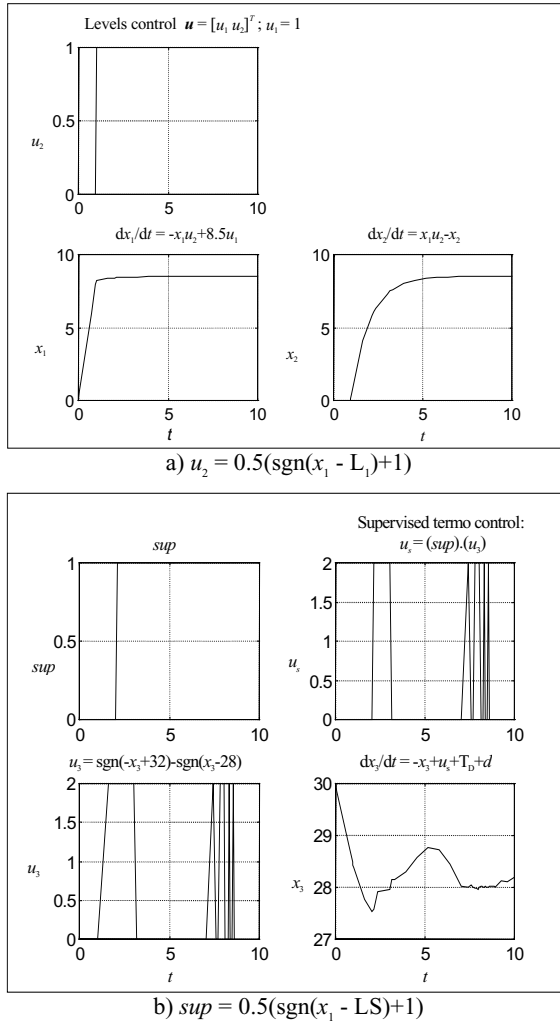 Levels control u = [u₁ u₂]ᵀ ; u₁ = 1
1
0.5
u₂
0
0 5 10
dx₁/dt = -x₁u₂+8.5u₁
10
5
x₁
0
0 5 10
t
dx₂/dt = x₁u₂-x₂
10
5
x₂
0
0 5 10
t
a) u₂ = 0.5(sgn(x₁ - L₁)+1)
sup
1
0.5
sup
0
0 5 10
Supervised termo control:
uₛ = (sup).(u₃)
2
1.5
1
uₛ
0.5
0
0 5 10
u₃ = sgn(-x₃+32)-sgn(x₃-28)
2
1.5
1
u₃
0.5
0
0 5 10
t
dx₃/dt = -x₃+uₛ+T_D+d
30
29
x₃
28
27
0 5 10
t
b) sup = 0.5(sgn(x₁ - LS)+1)